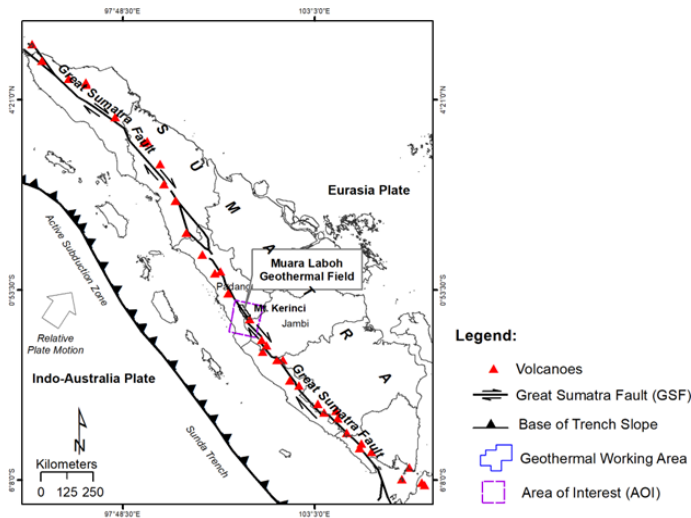 97°48'30"E
103°3'0"E
4°21'0"N
Great Sumatra Fault
S U M A T R A
Eurasia Plate
Active Subduction Zone
Muara Laboh
Geothermal Field
Padang
Mt. Kerinci
Jambi
0°53'30"S
Relative
Plate Motion
Indo-Australia Plate
Great Sumatra Fault
Sunda Trench
N
Kilometers
0 125 250
6°8'0"S
97°48'30"E
103°3'0"E
Legend:
Volcanoes
Great Sumatra Fault (GSF)
Base of Trench Slope
Geothermal Working Area
Area of Interest (AOI)